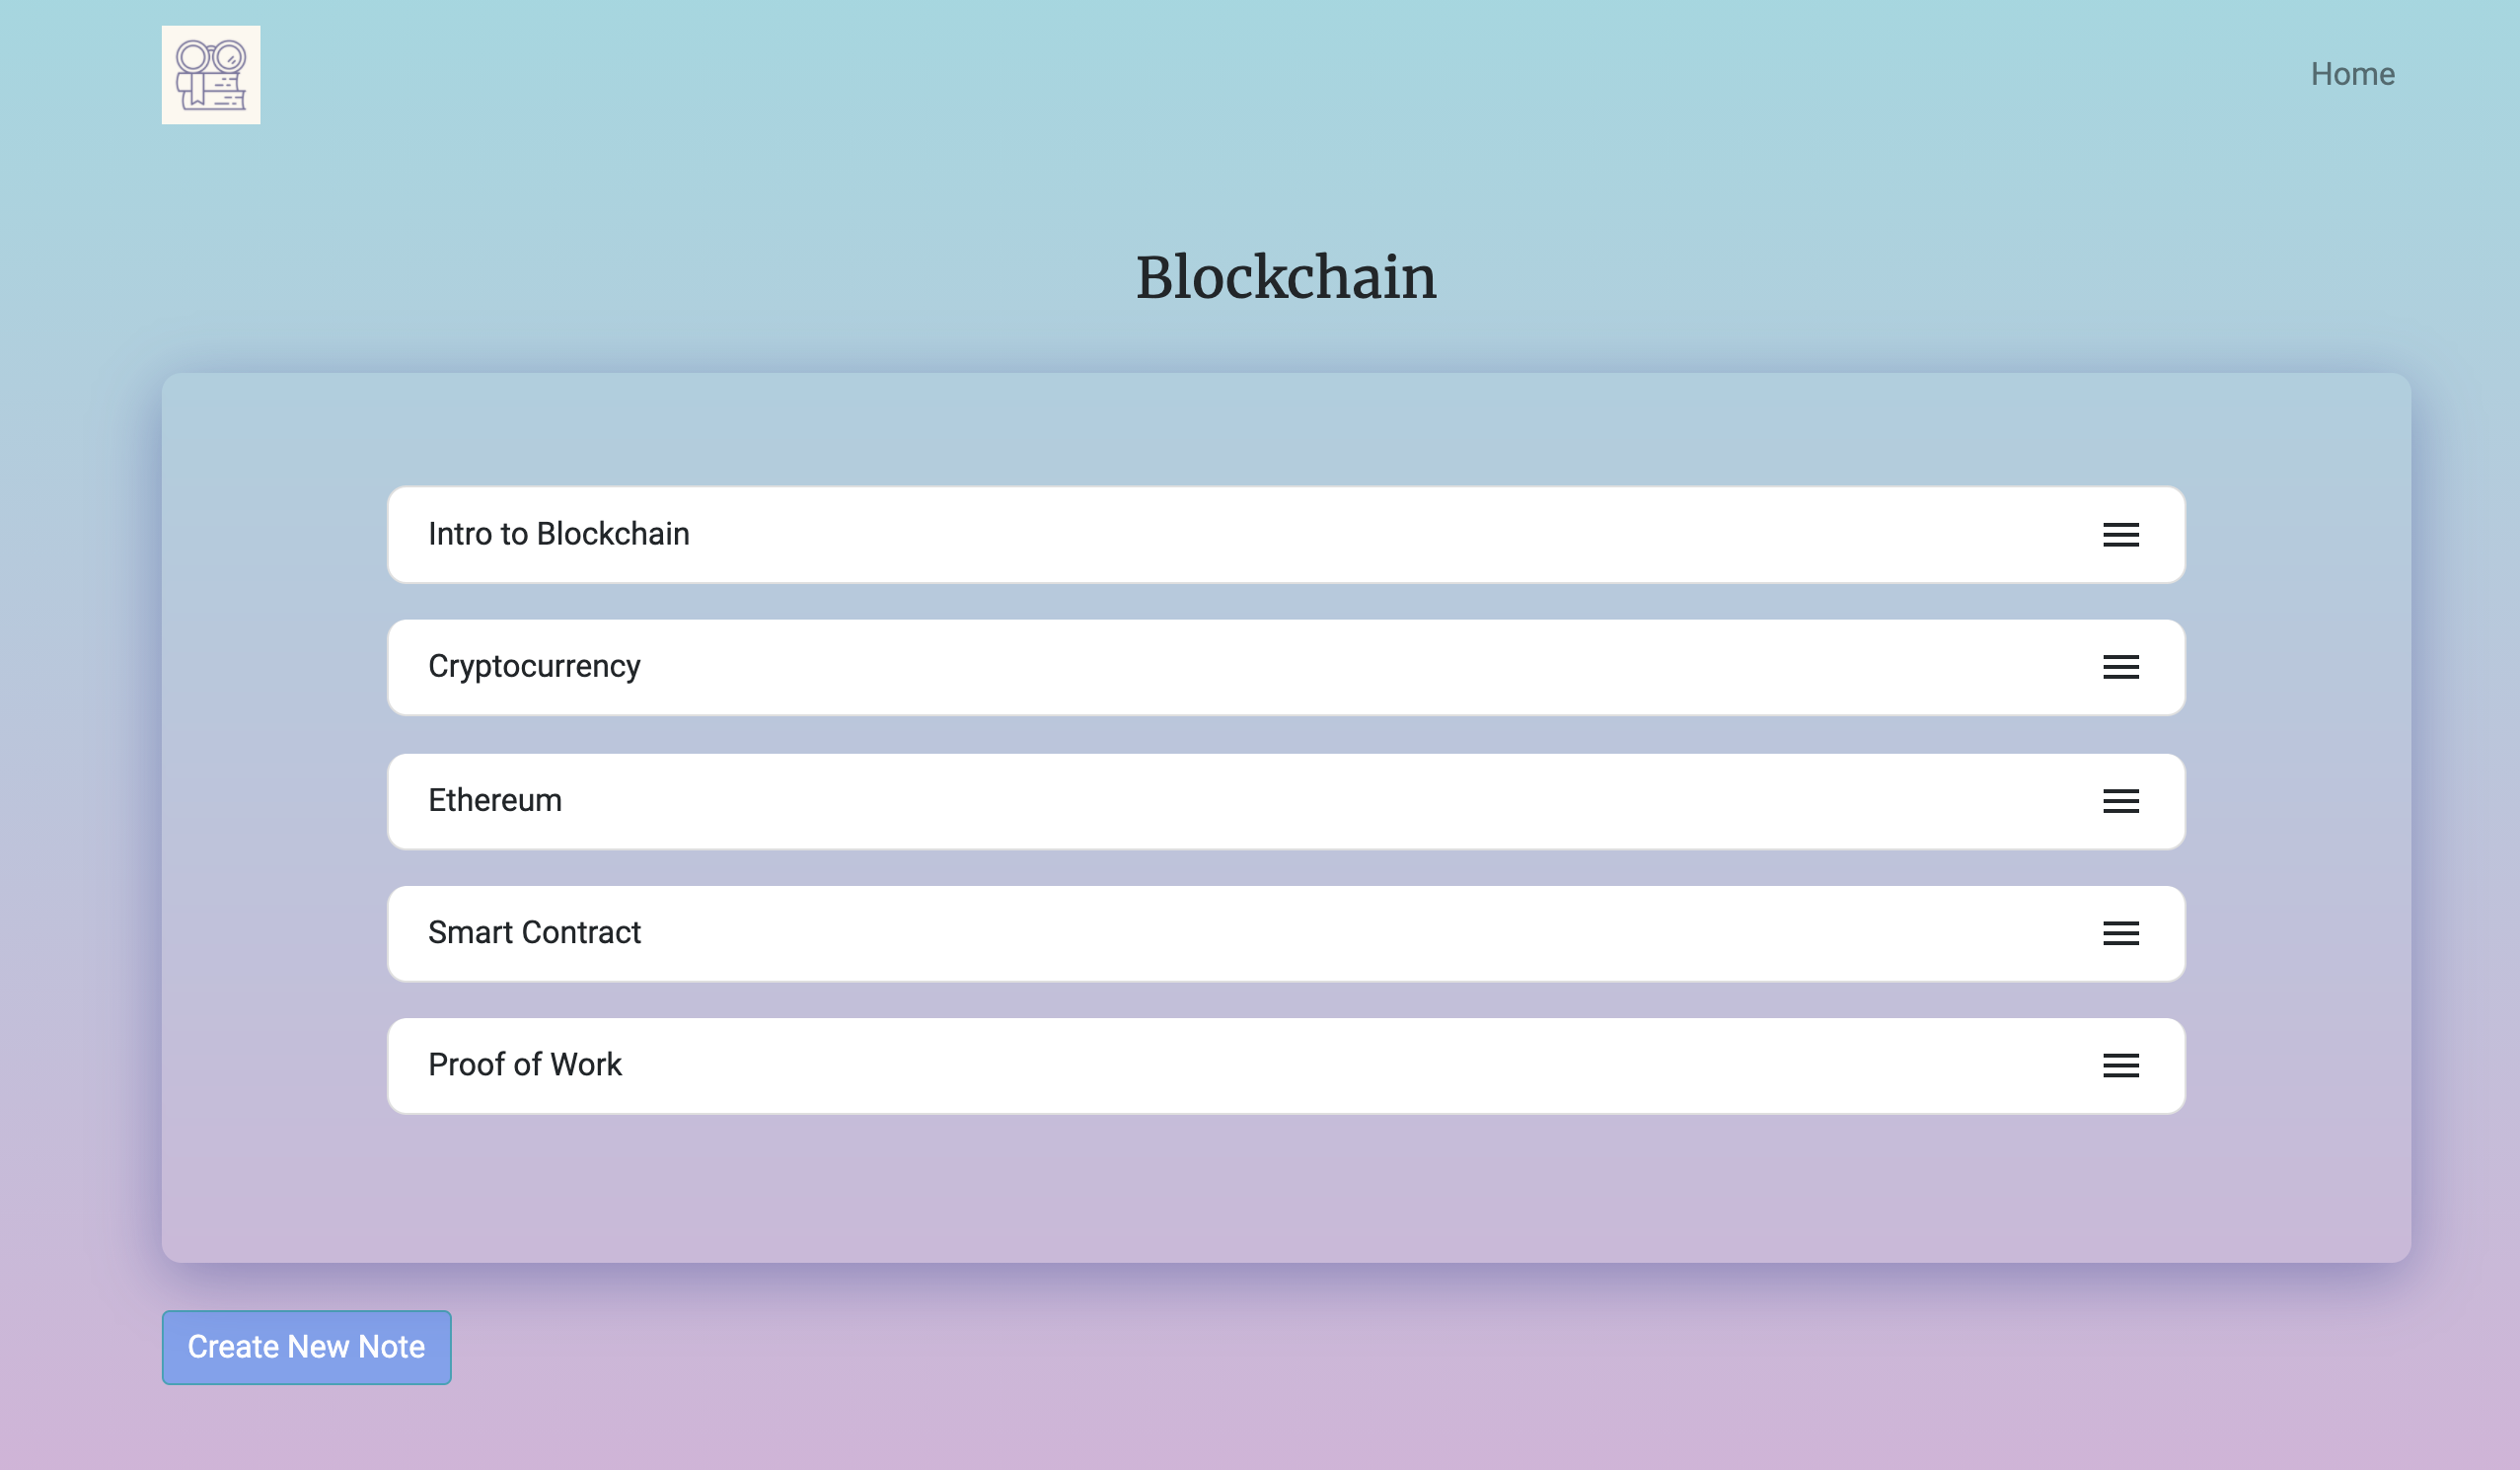 Home
Blockchain
Intro to Blockchain
Cryptocurrency
Ethereum
Smart Contract
Proof of Work
Create New Note